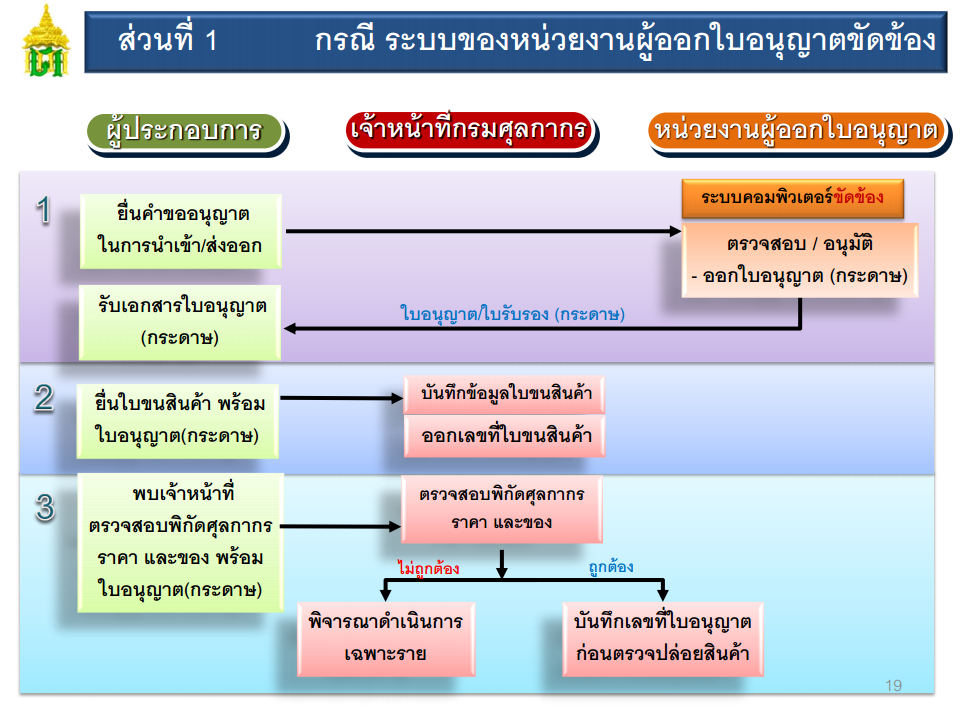 ส่วนที่ 1 กรณี ระบบของหน่วยงานผู้ออกใบอนุญาตขัดข้อง
ผู้ประกอบการ
เจ้าหน้าที่กรมศุลกากร
หน่วยงานผู้ออกใบอนุญาต
1
ยื่นคำขออนุญาต
ในการนำเข้า/ส่งออก
ระบบคอมพิวเตอร์ขัดข้อง
ตรวจสอบ / อนุมัติ
- ออกใบอนุญาต (กระดาษ)
รับเอกสารใบอนุญาต
(กระดาษ)
ใบอนุญาต/ใบรับรอง (กระดาษ)
2
ยื่นใบขนสินค้า พร้อม
ใบอนุญาต(กระดาษ)
บันทึกข้อมูลใบขนสินค้า
ออกเลขที่ใบขนสินค้า
3
พบเจ้าหน้าที่
ตรวจสอบพิกัดศุลกากร
ราคา และของ พร้อม
ใบอนุญาต(กระดาษ)
ตรวจสอบพิกัดศุลกากร
ราคา และของ
ไม่ถูกต้อง
ถูกต้อง
พิจารณาดำเนินการ
เฉพาะราย
บันทึกเลขที่ใบอนุญาต
ก่อนตรวจปล่อยสินค้า
19